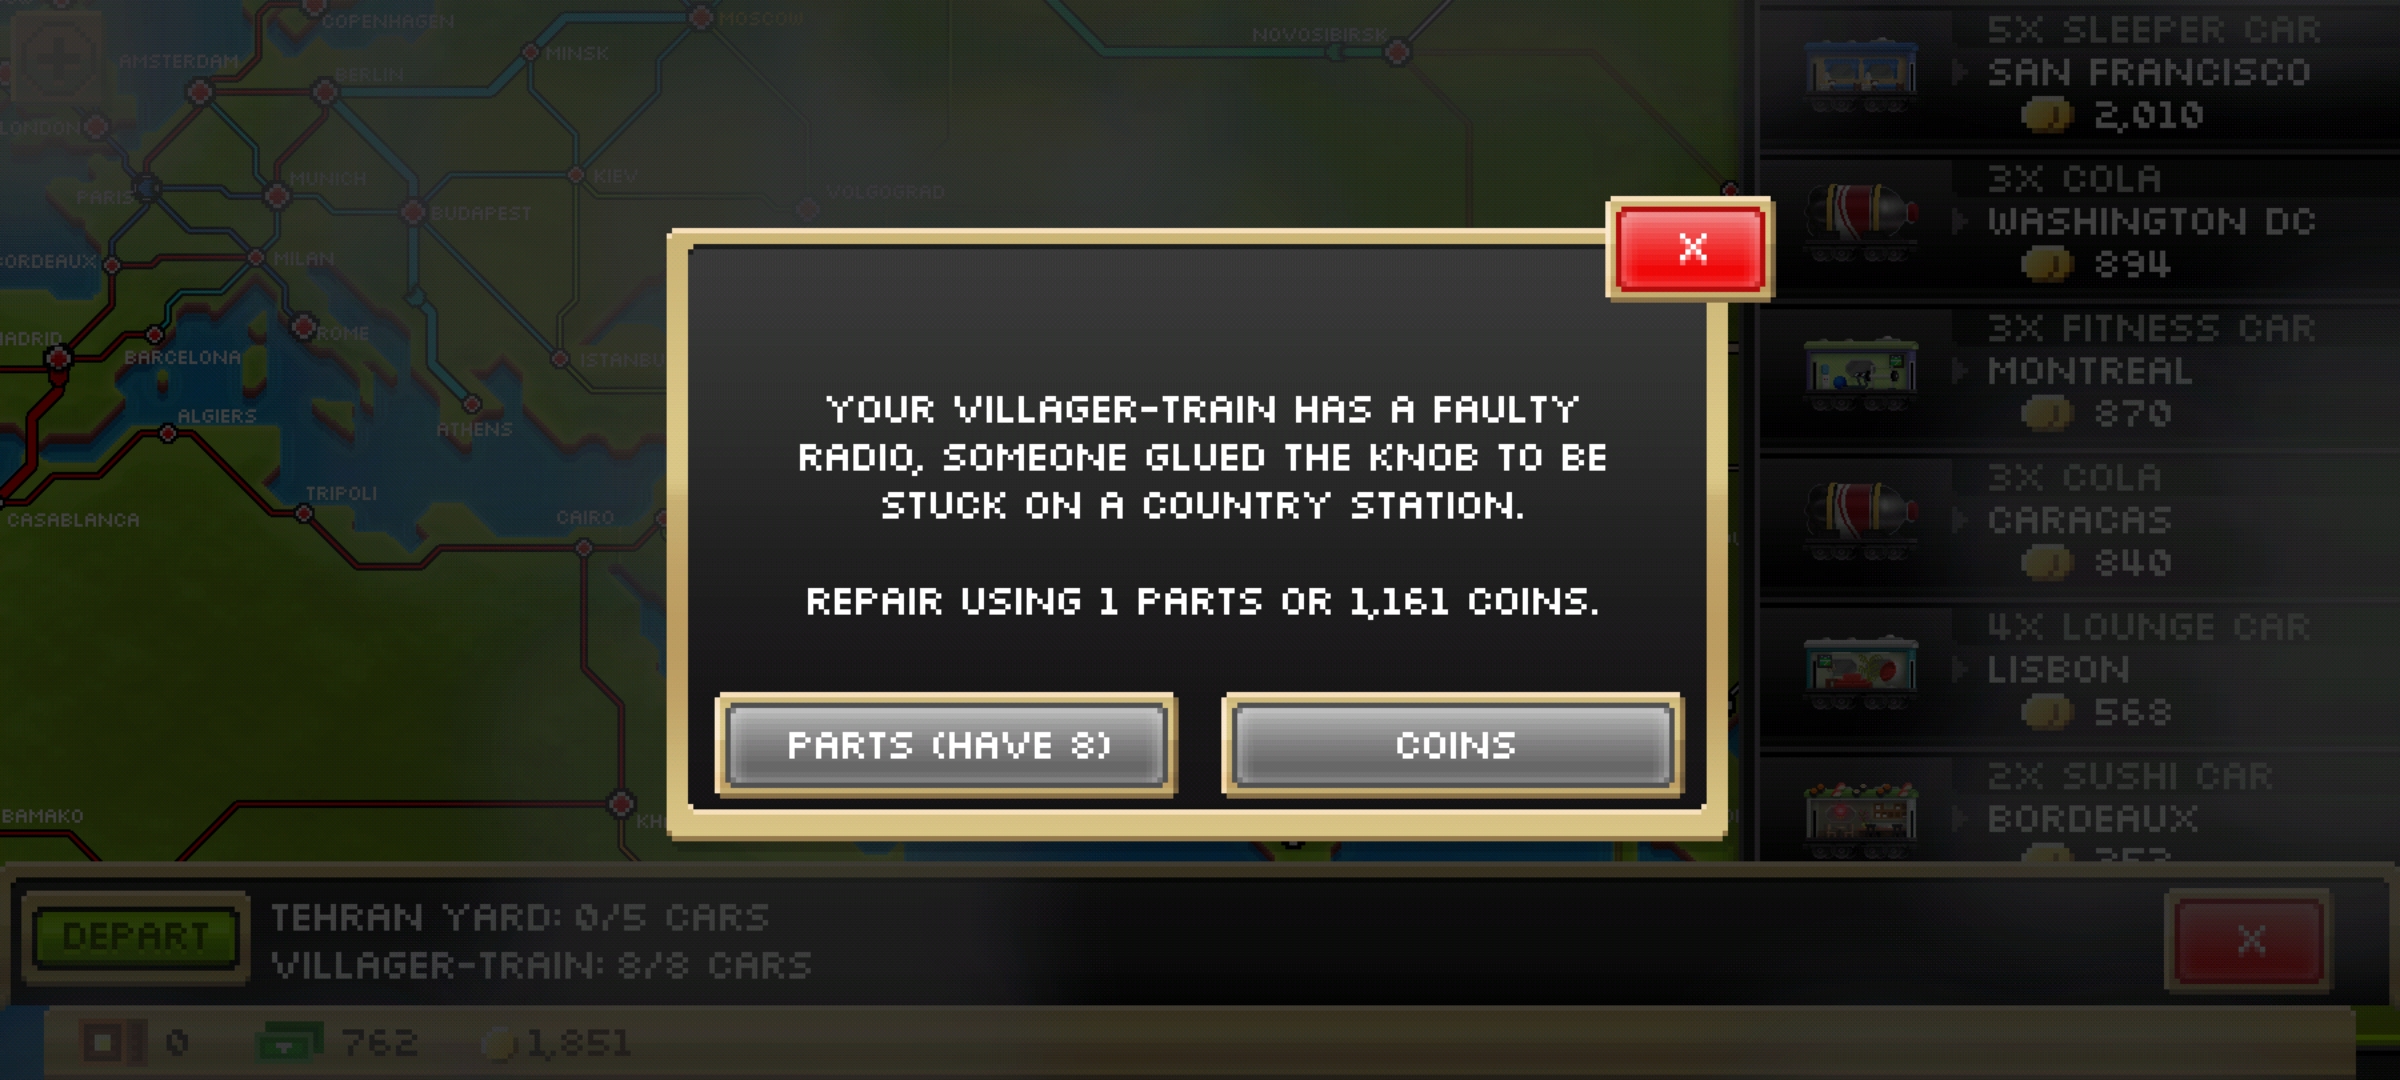 COPENHAGEN
MOSCOW
AMSTERDAM
BERLIN
MINSK
NOVOSIBIRSK
LONDON
PARIS
MUNICH
KIEV
BUDAPEST
VOLGOGRAD
ORDEAUX
MILAN
ADRID
ROME
BARCELONA
ISTANBU
ALGIERS
ATHENS
TRIPOLI
CASABLANCA
CAIRO
BAMAKO
KH
5X SLEEPER CAR
SAN FRANCISCO
2,010
3X COLA
WASHINGTON DC
894
3X FITNESS CAR
MONTREAL
870
3X COLA
CARACAS
840
4X LOUNGE CAR
LISBON
568
2X SUSHI CAR
BORDEAUX
X
YOUR VILLAGER-TRAIN HAS A FAULTY
RADIO, SOMEONE GLUED THE KNOB TO BE
STUCK ON A COUNTRY STATION.
REPAIR USING 1 PARTS OR 1,161 COINS.
PARTS (HAVE 8)
COINS
DEPART
TEHRAN YARD: 0/5 CARS
VILLAGER-TRAIN: 8/8 CARS
X
0
762
1,851